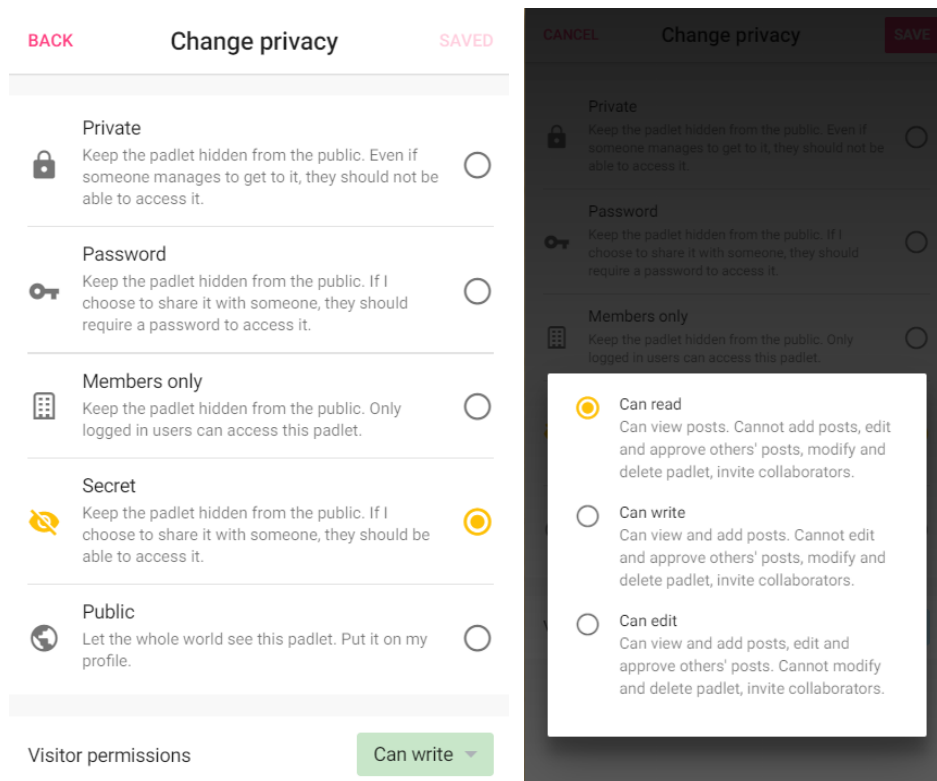 BACK
Change privacy
SAVED
Private
Keep the padlet hidden from the public. Even if
someone manages to get to it, they should not be
able to access it.
Password
Keep the padlet hidden from the public. If I
choose to share it with someone, they should
require a password to access it.
Members only
Keep the padlet hidden from the public. Only
logged in users can access this padlet.
Secret
Keep the padlet hidden from the public. If I
choose to share it with someone, they should be
able to access it.
Public
Let the whole world see this padlet. Put it on my
profile.
Visitor permissions
Can write
CANCEL
Change privacy
SAVE
Private
Keep the padlet hidden from the public. Even if
someone manages to get to it, they should not be
able to access it.
Password
Keep the padlet hidden from the public. If I
choose to share it with someone, they should
require a password to access it.
Members only
Keep the padlet hidden from the public. Only
logged in users can access this padlet.
Can read
Can view posts. Cannot add posts, edit
and approve others' posts, modify and
delete padlet, invite collaborators.
Can write
Can view and add posts. Cannot edit
and approve others' posts, modify and
delete padlet, invite collaborators.
Can edit
Can view and add posts, edit and
approve others' posts. Cannot modify
and delete padlet, invite collaborators.